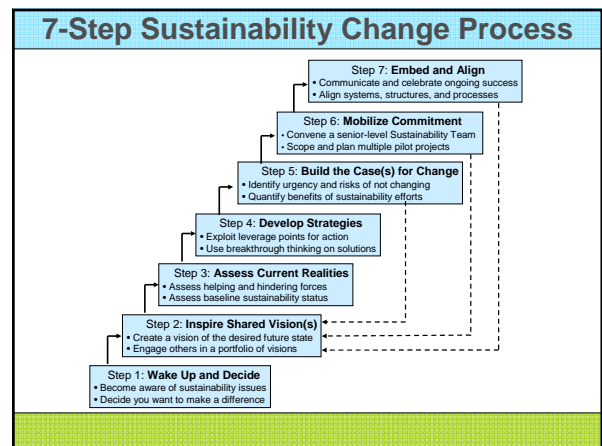 7-Step Sustainability Change Process
Step 7: Embed and Align
• Communicate and celebrate ongoing success
• Align systems, structures, and processes
Step 6: Mobilize Commitment
• Convene a senior-level Sustainability Team
• Scope and plan multiple pilot projects
Step 5: Build the Case(s) for Change
• Identify urgency and risks of not changing
• Quantify benefits of sustainability efforts
Step 4: Develop Strategies
• Exploit leverage points for action
• Use breakthrough thinking on solutions
Step 3: Assess Current Realities
• Assess helping and hindering forces
• Assess baseline sustainability status
Step 2: Inspire Shared Vision(s)
• Create a vision of the desired future state
• Engage others in a portfolio of visions
Step 1: Wake Up and Decide
• Become aware of sustainability issues
• Decide you want to make a difference